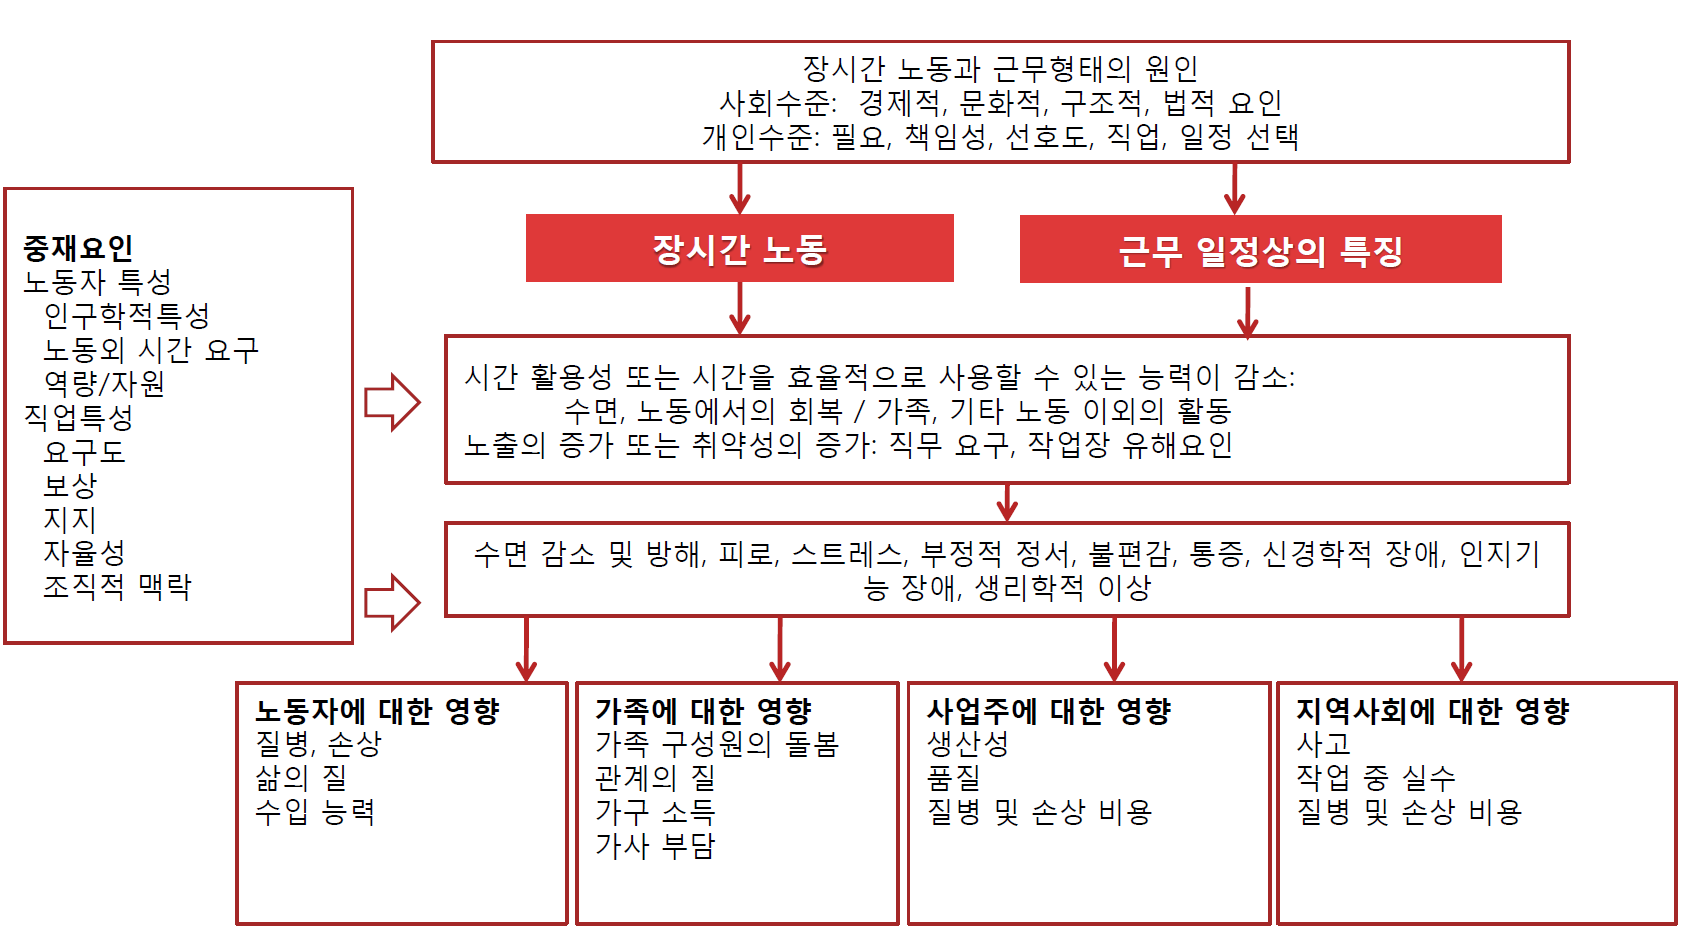 장시간 노동과 근무형태의 원인
사회수준: 경제적, 문화적, 구조적, 법적 요인
개인수준: 필요, 책임성, 선호도, 직업, 일정 선택
장시간 노동
근무 일정상의 특징
중재요인
노동자 특성
인구학적특성
노동외 시간 요구
역량/자원
직업특성
요구도
보상
지지
자율성
조직적 맥락
시간 활용성 또는 시간을 효율적으로 사용할 수 있는 능력이 감소:
수면, 노동에서의 회복 / 가족, 기타 노동 이외의 활동
노출의 증가 또는 취약성의 증가: 직무 요구, 작업장 유해요인
수면 감소 및 방해, 피로, 스트레스, 부정적 정서, 불편감, 통증, 신경학적 장애, 인지기
능 장애, 생리학적 이상
노동자에 대한 영향
질병, 손상
삶의 질
수입 능력
가족에 대한 영향
가족 구성원의 돌봄
관계의 질
가구 소득
가사 부담
사업주에 대한 영향
생산성
품질
질병 및 손상 비용
지역사회에 대한 영향
사고
작업 중 실수
질병 및 손상 비용